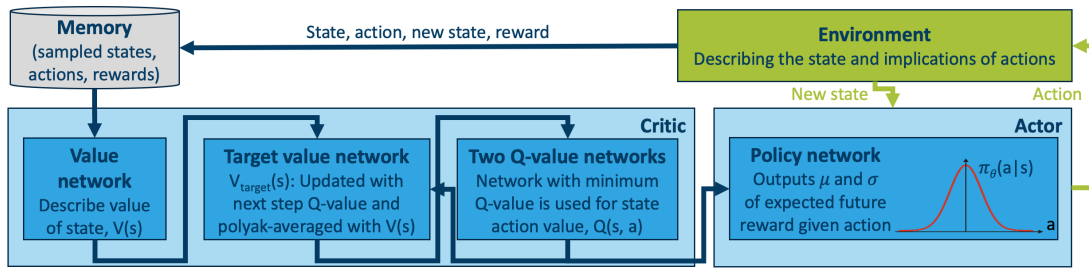 Memory
(sampled states,
actions, rewards)
State, action, new state, reward
Environment
Describing the state and implications of actions
New state
Action
Critic
Value
network
Describe value
of state, V(s)
Target value network
Vtarget(s): Updated with
next step Q-value and
polyak-averaged with V(s)
Two Q-value networks
Network with minimum
Q-value is used for state
action value, Q(s, a)
Actor
Policy network
Outputs μ and σ
of expected future
reward given action
πθ(a|s)
a